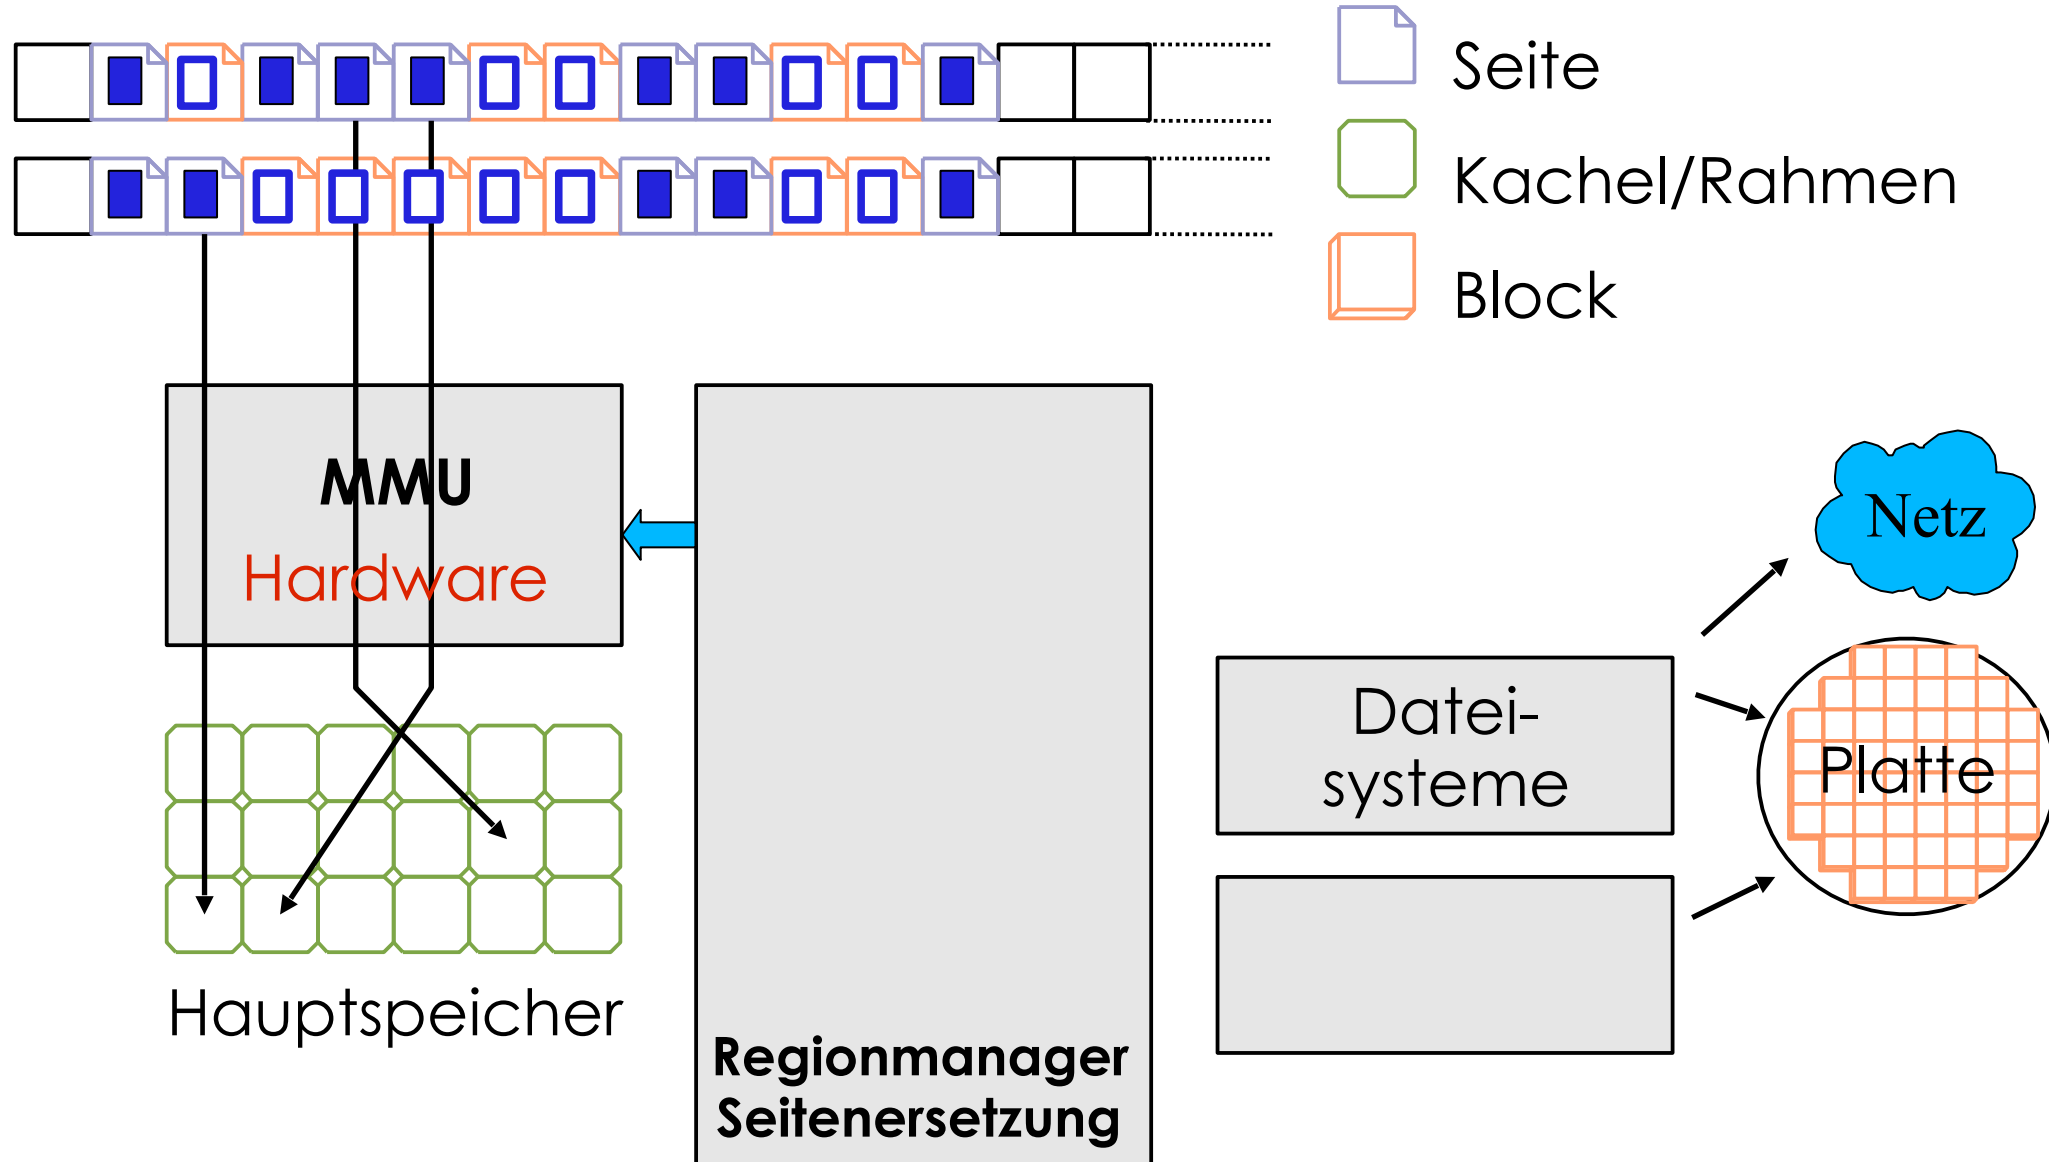 Seite
Kachel/Rahmen
Block
MMU
Hardware
Netz
Datei-
systeme
Platte
Hauptspeicher
Regionmanager
Seitenersetzung